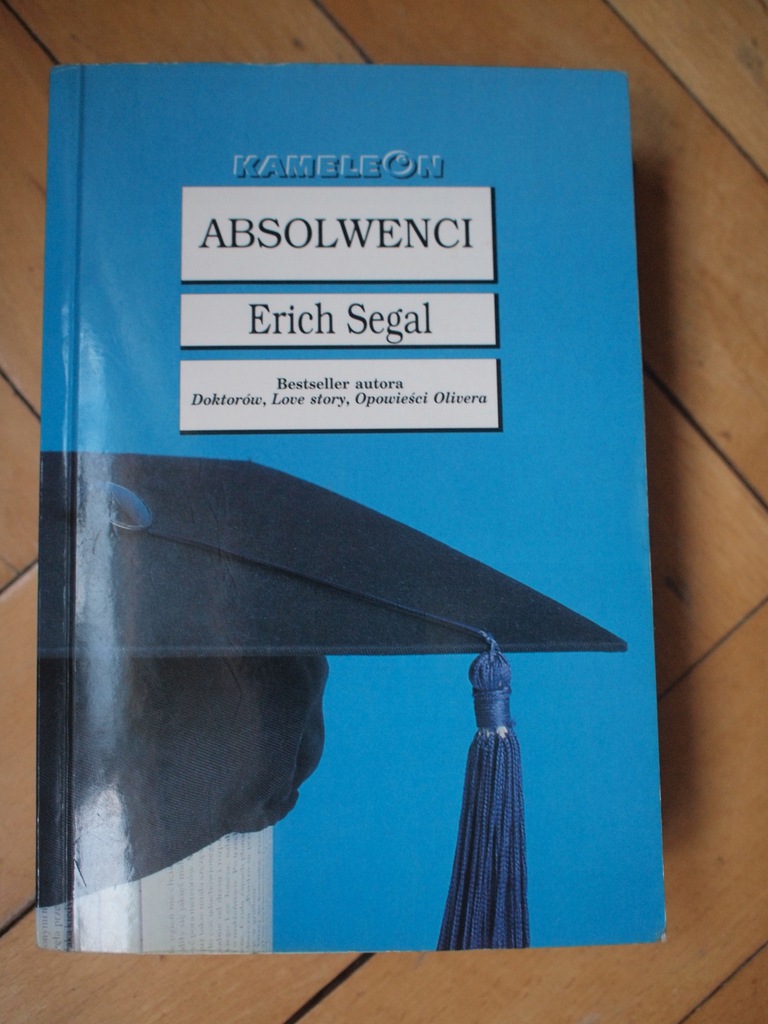 KAMELEON
ABSOLWENCI
Erich Segal
Bestseller autora
Doktorów, Love story, Opowieści Olivera